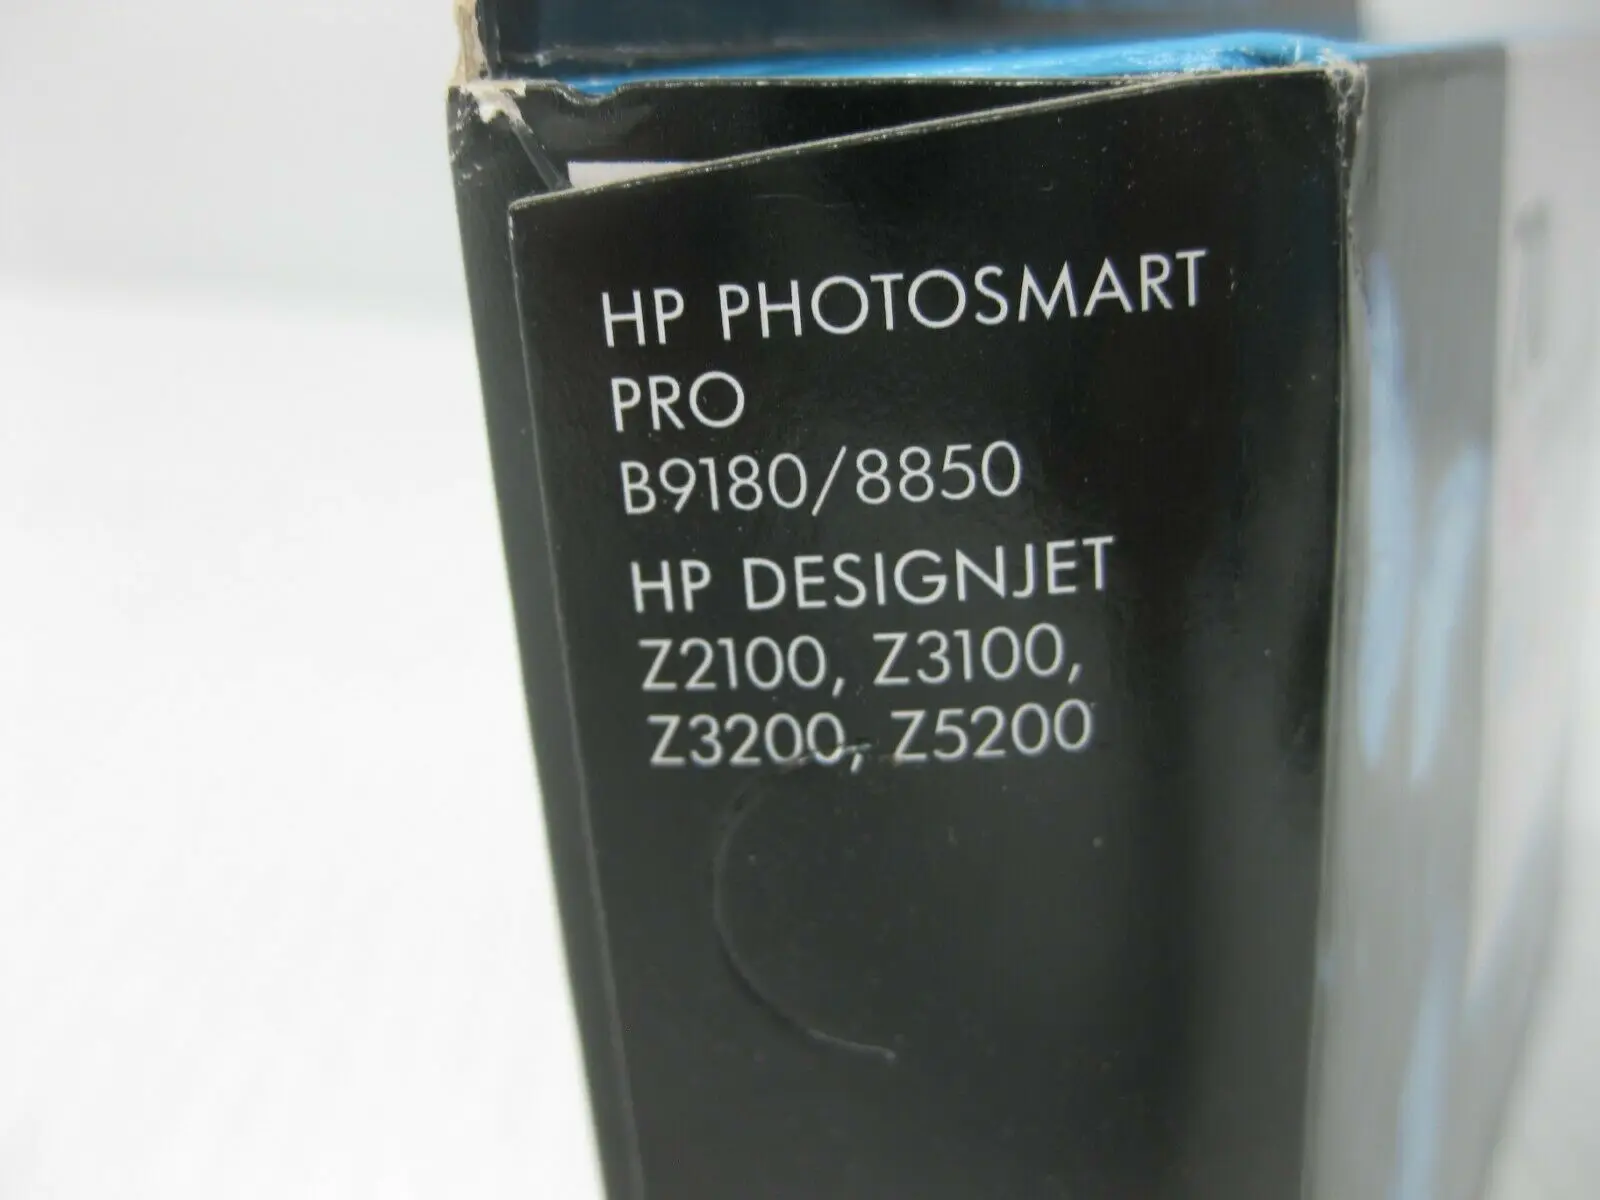 HP PHOTOSMART
PRO
B9180/8850
HP DESIGNJET
Z2100, Z3100,
Z3200, Z5200